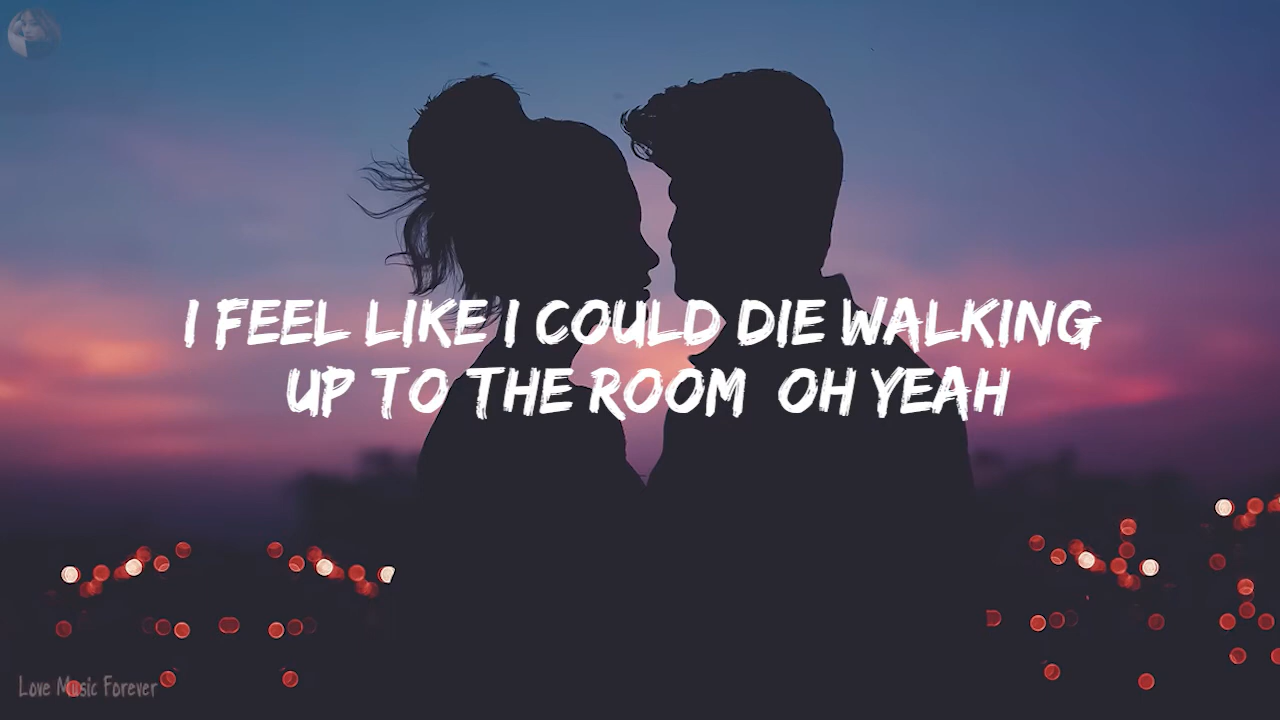 I FEEL LIKE I COULD DIE WALKING
UP TO THE ROOM OH YEAH
Love Music Forever